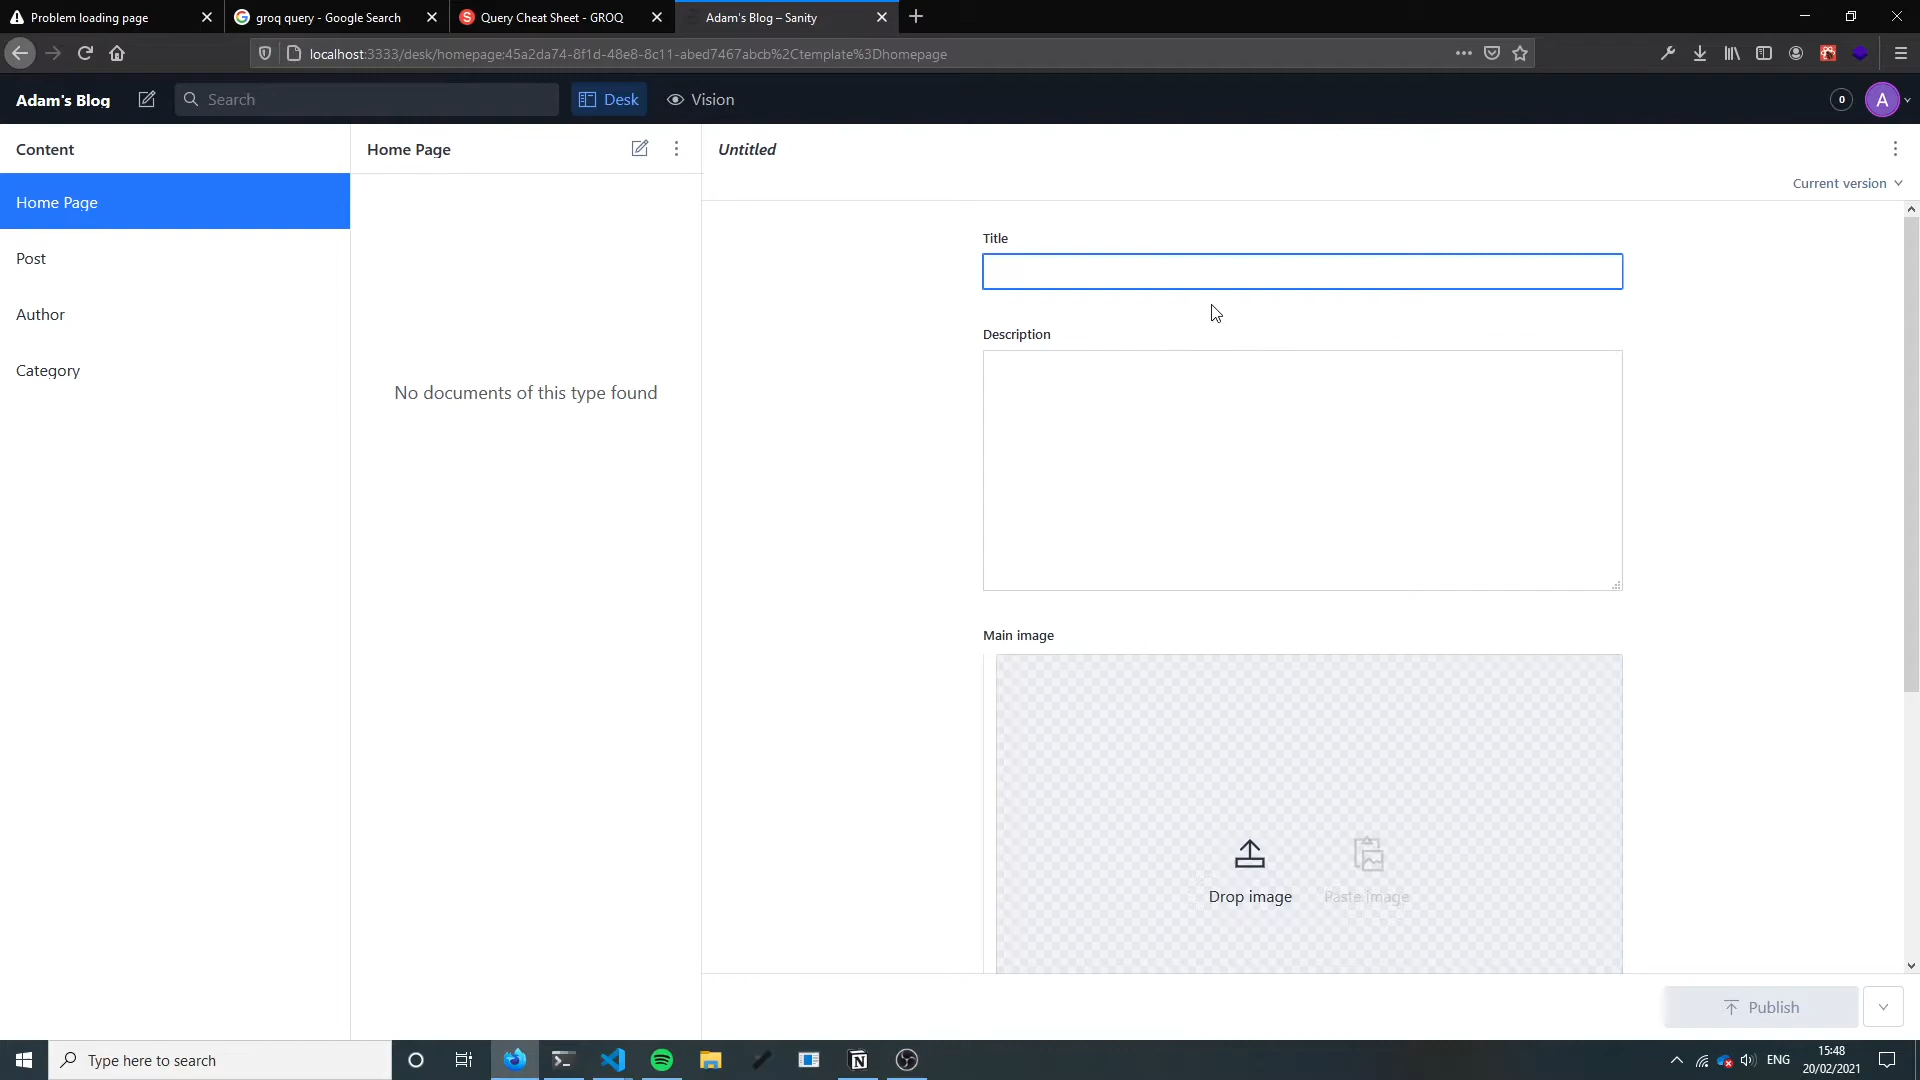 Problem loading page
groq query - Google Search
Query Cheat Sheet - GROQ
Adam's Blog – Sanity
localhost:3333/desk/homepage;45a2da74-8f1d-48e8-8c11-abed7467abcb%2Ctemplate%3Dhomepage
Adam's Blog
Search
Desk
Vision
0
A
Content
Home Page
Untitled
Current version
Home Page
Post
Author
Category
No documents of this type found
Title
Description
Main image
Drop image
Paste image
Publish
Type here to search
ENG
15:48
20/02/2021